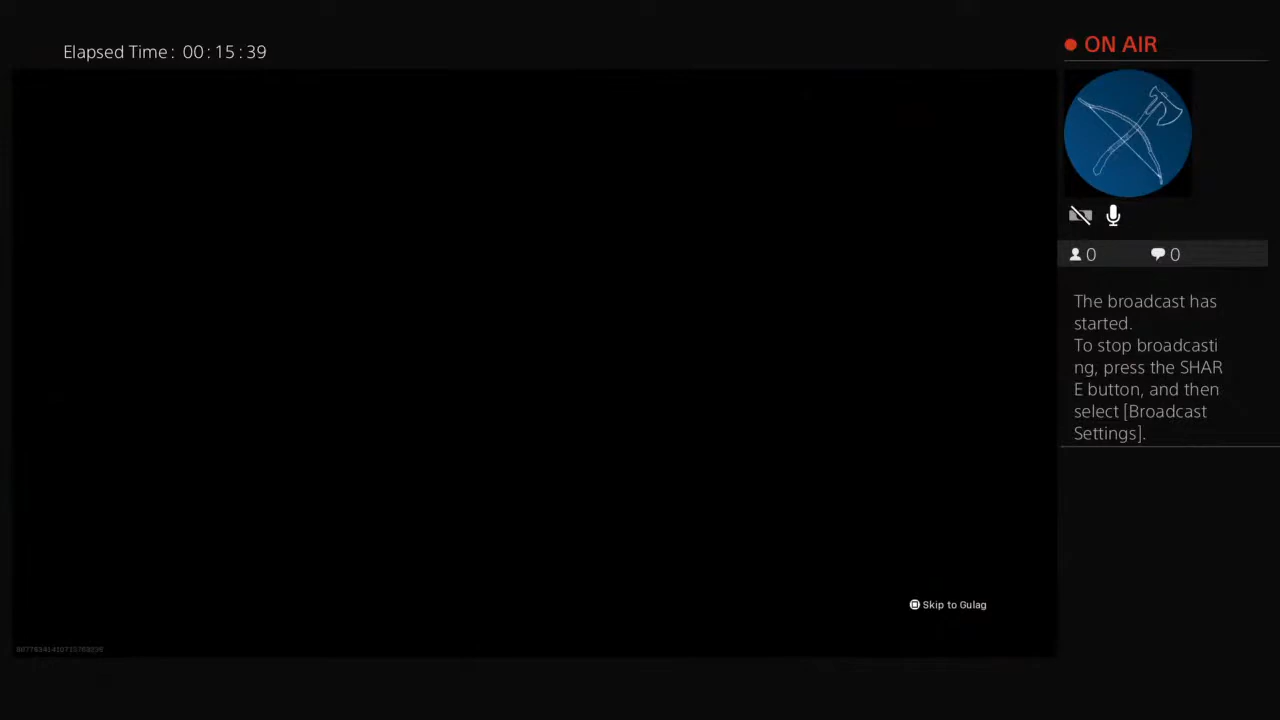 Elapsed Time: 00:15:39
ON AIR
0 0
The broadcast has
started.
To stop broadcasti
ng, press the SHAR
E button, and then
select [Broadcast
Settings].
Skip to Gulag